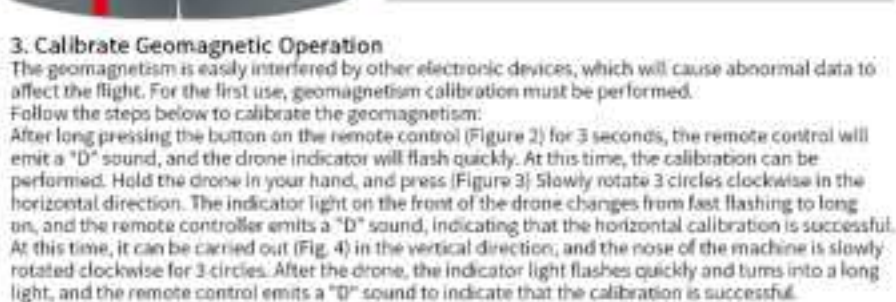 3. Calibrate Geomagnetic Operation
The geomagnetism is easily interfered by other electronic devices, which will cause abnormal data to
affect the flight. For the first use, geomagnetism calibration must be performed.
Follow the steps below to calibrate the geomagnetism:
After long pressing the button on the remote control (Figure 2) for 3 seconds, the remote control will
emit a "D" sound, and the drone indicator will flash quickly. At this time, the calibration can be
performed. Hold the drone in your hand, and press (Figure 3) Slowly rotate 3 circles clockwise in the
horizontal direction. The indicator light on the front of the drone changes from fast flashing to long
on, and the remote controller emits a "D" sound, indicating that the horizontal calibration is successful.
At this time, it can be carried out (Fig. 4) in the vertical direction, and the nose of the machine is slowly
rotated clockwise for 3 circles. After the drone, the indicator light flashes quickly and turns into a long
light, and the remote control emits a "D" sound to indicate that the calibration is successful.